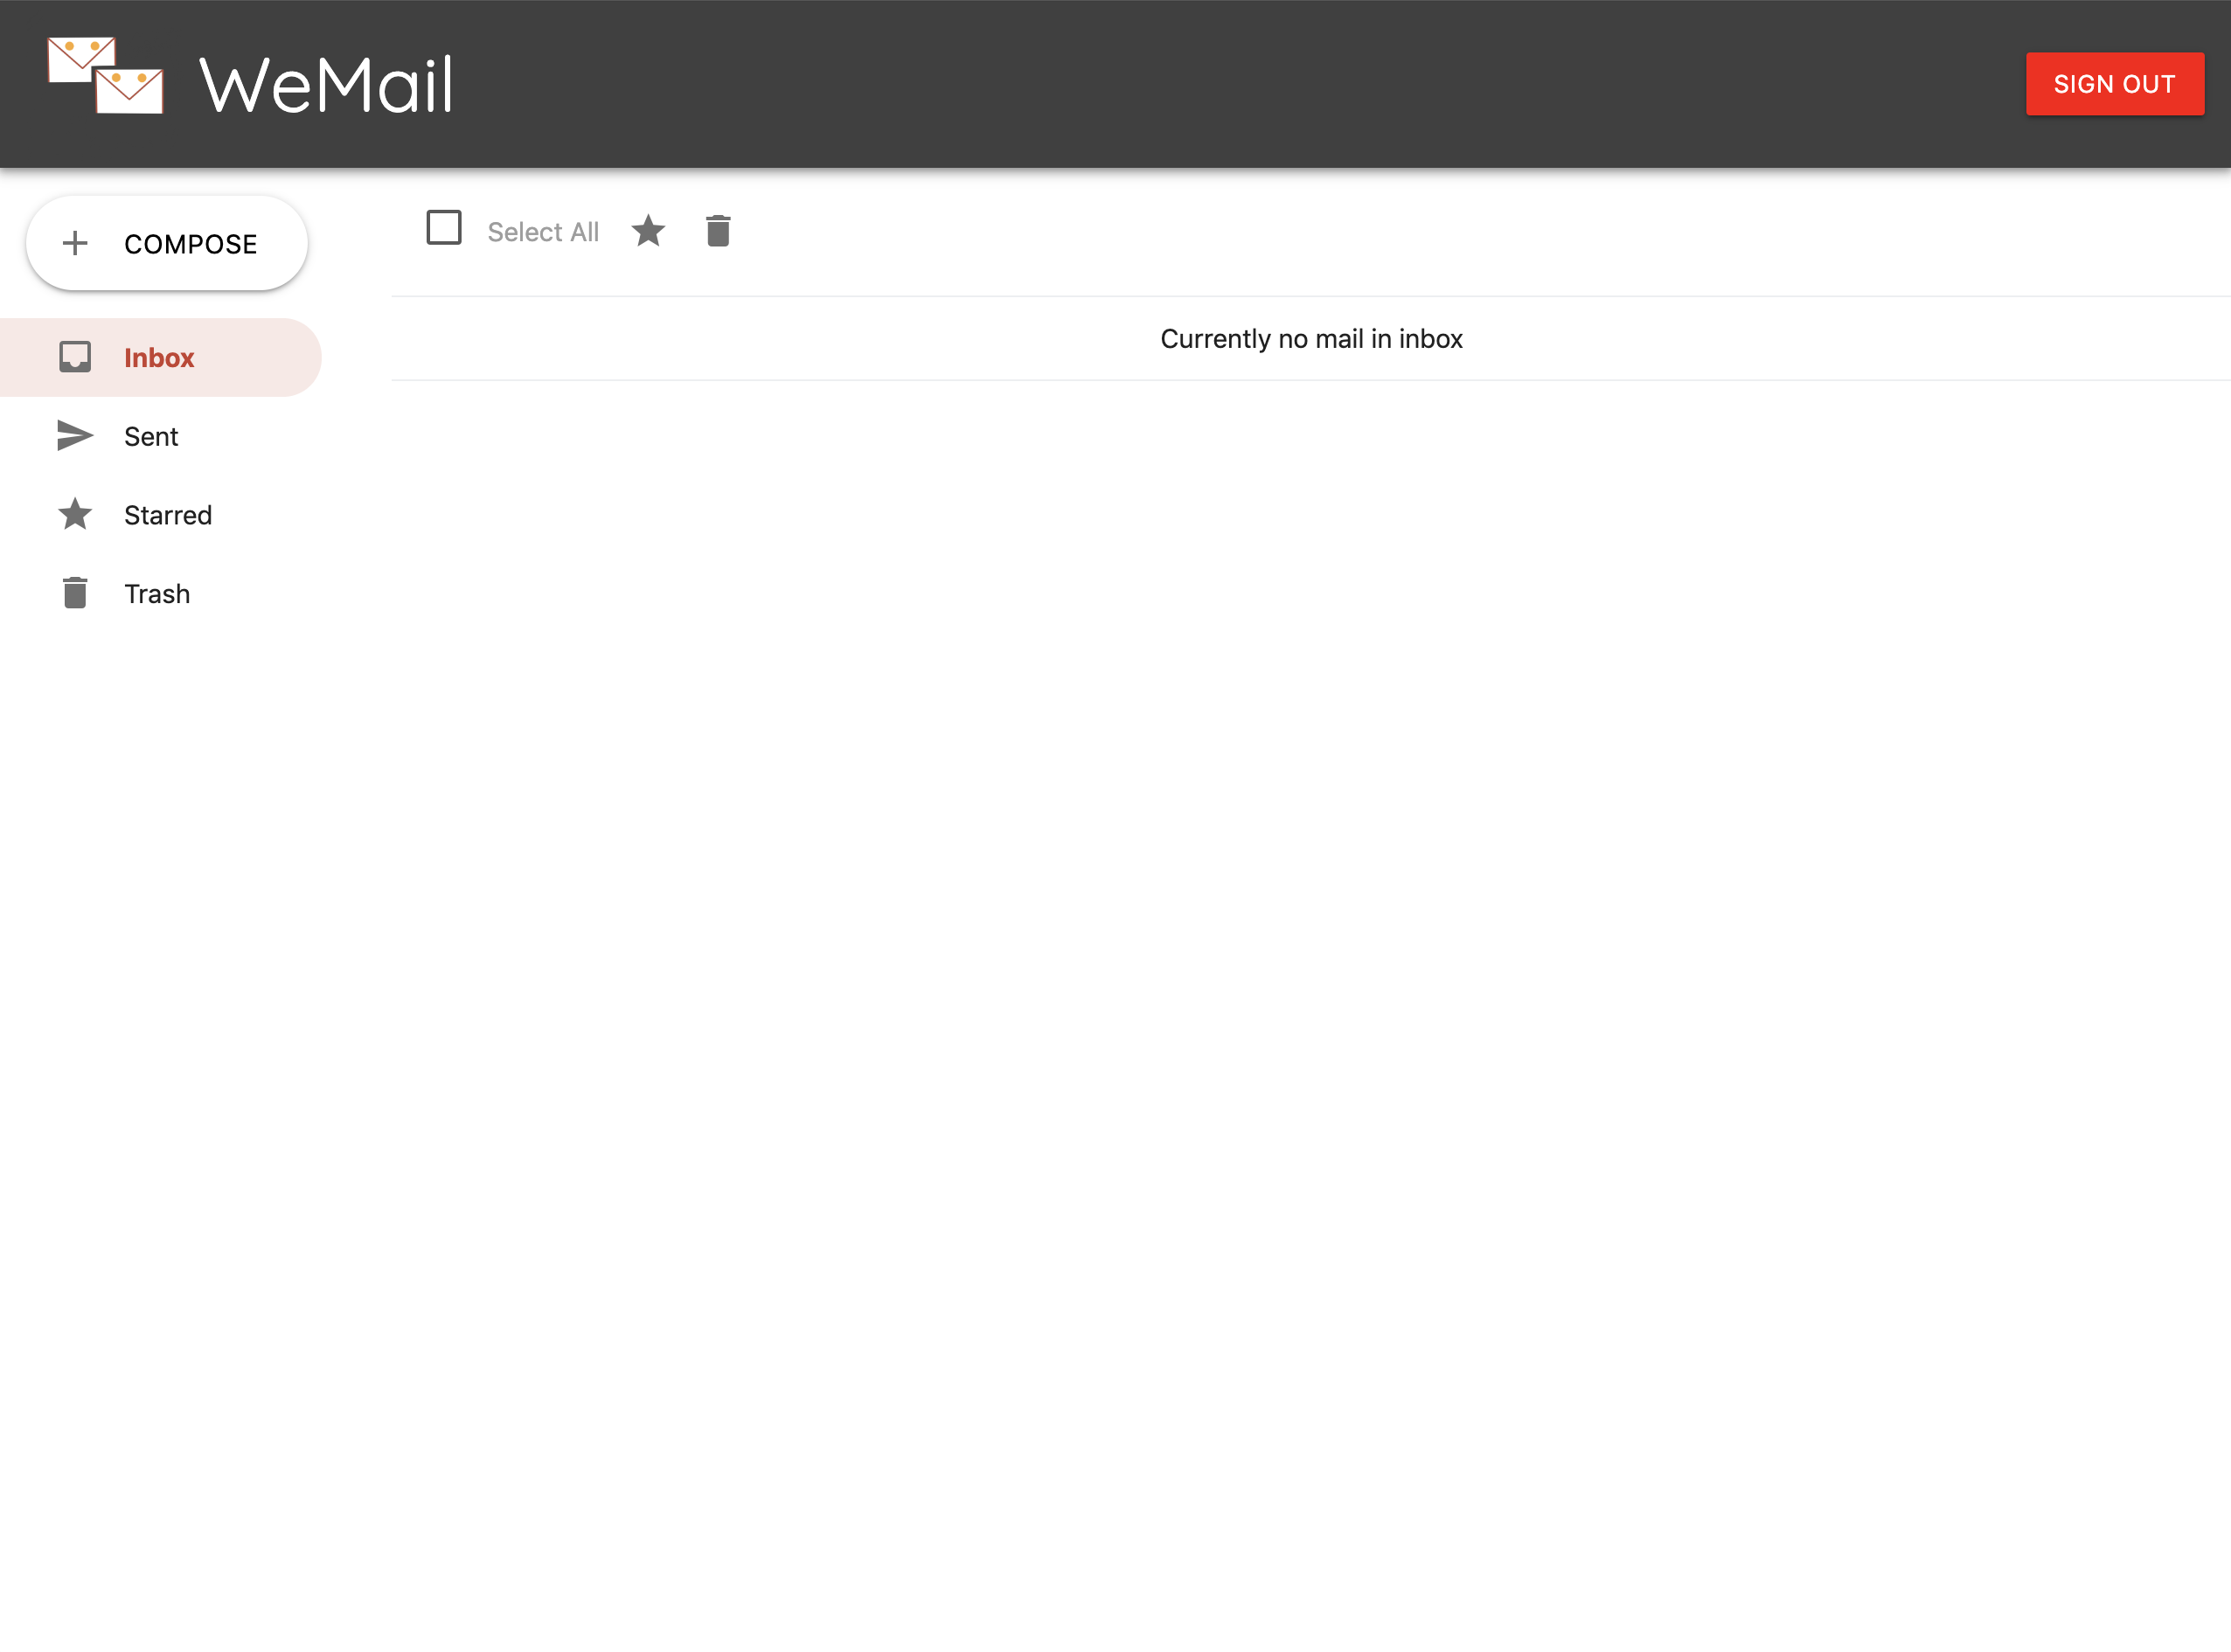 WeMail
SIGN OUT
COMPOSE
Select All
Inbox
Currently no mail in inbox
Sent
Starred
Trash